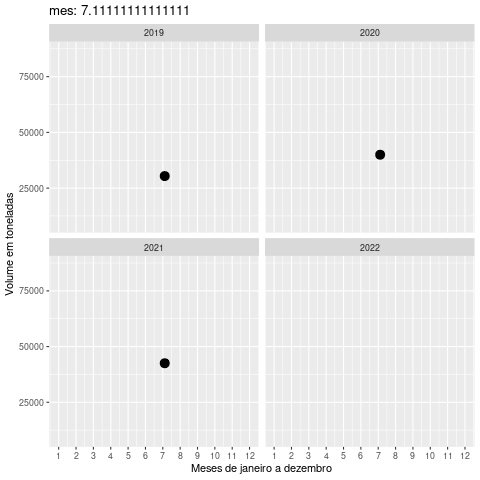 mes: 7.11111111111111
2019 2020
75000
50000
25000
2021 2022
75000
50000
25000
Volume em toneladas
1 2 3 4 5 6 7 8 9 10 11 12 1 2 3 4 5 6 7 8 9 10 11 12
Meses de janeiro a dezembro